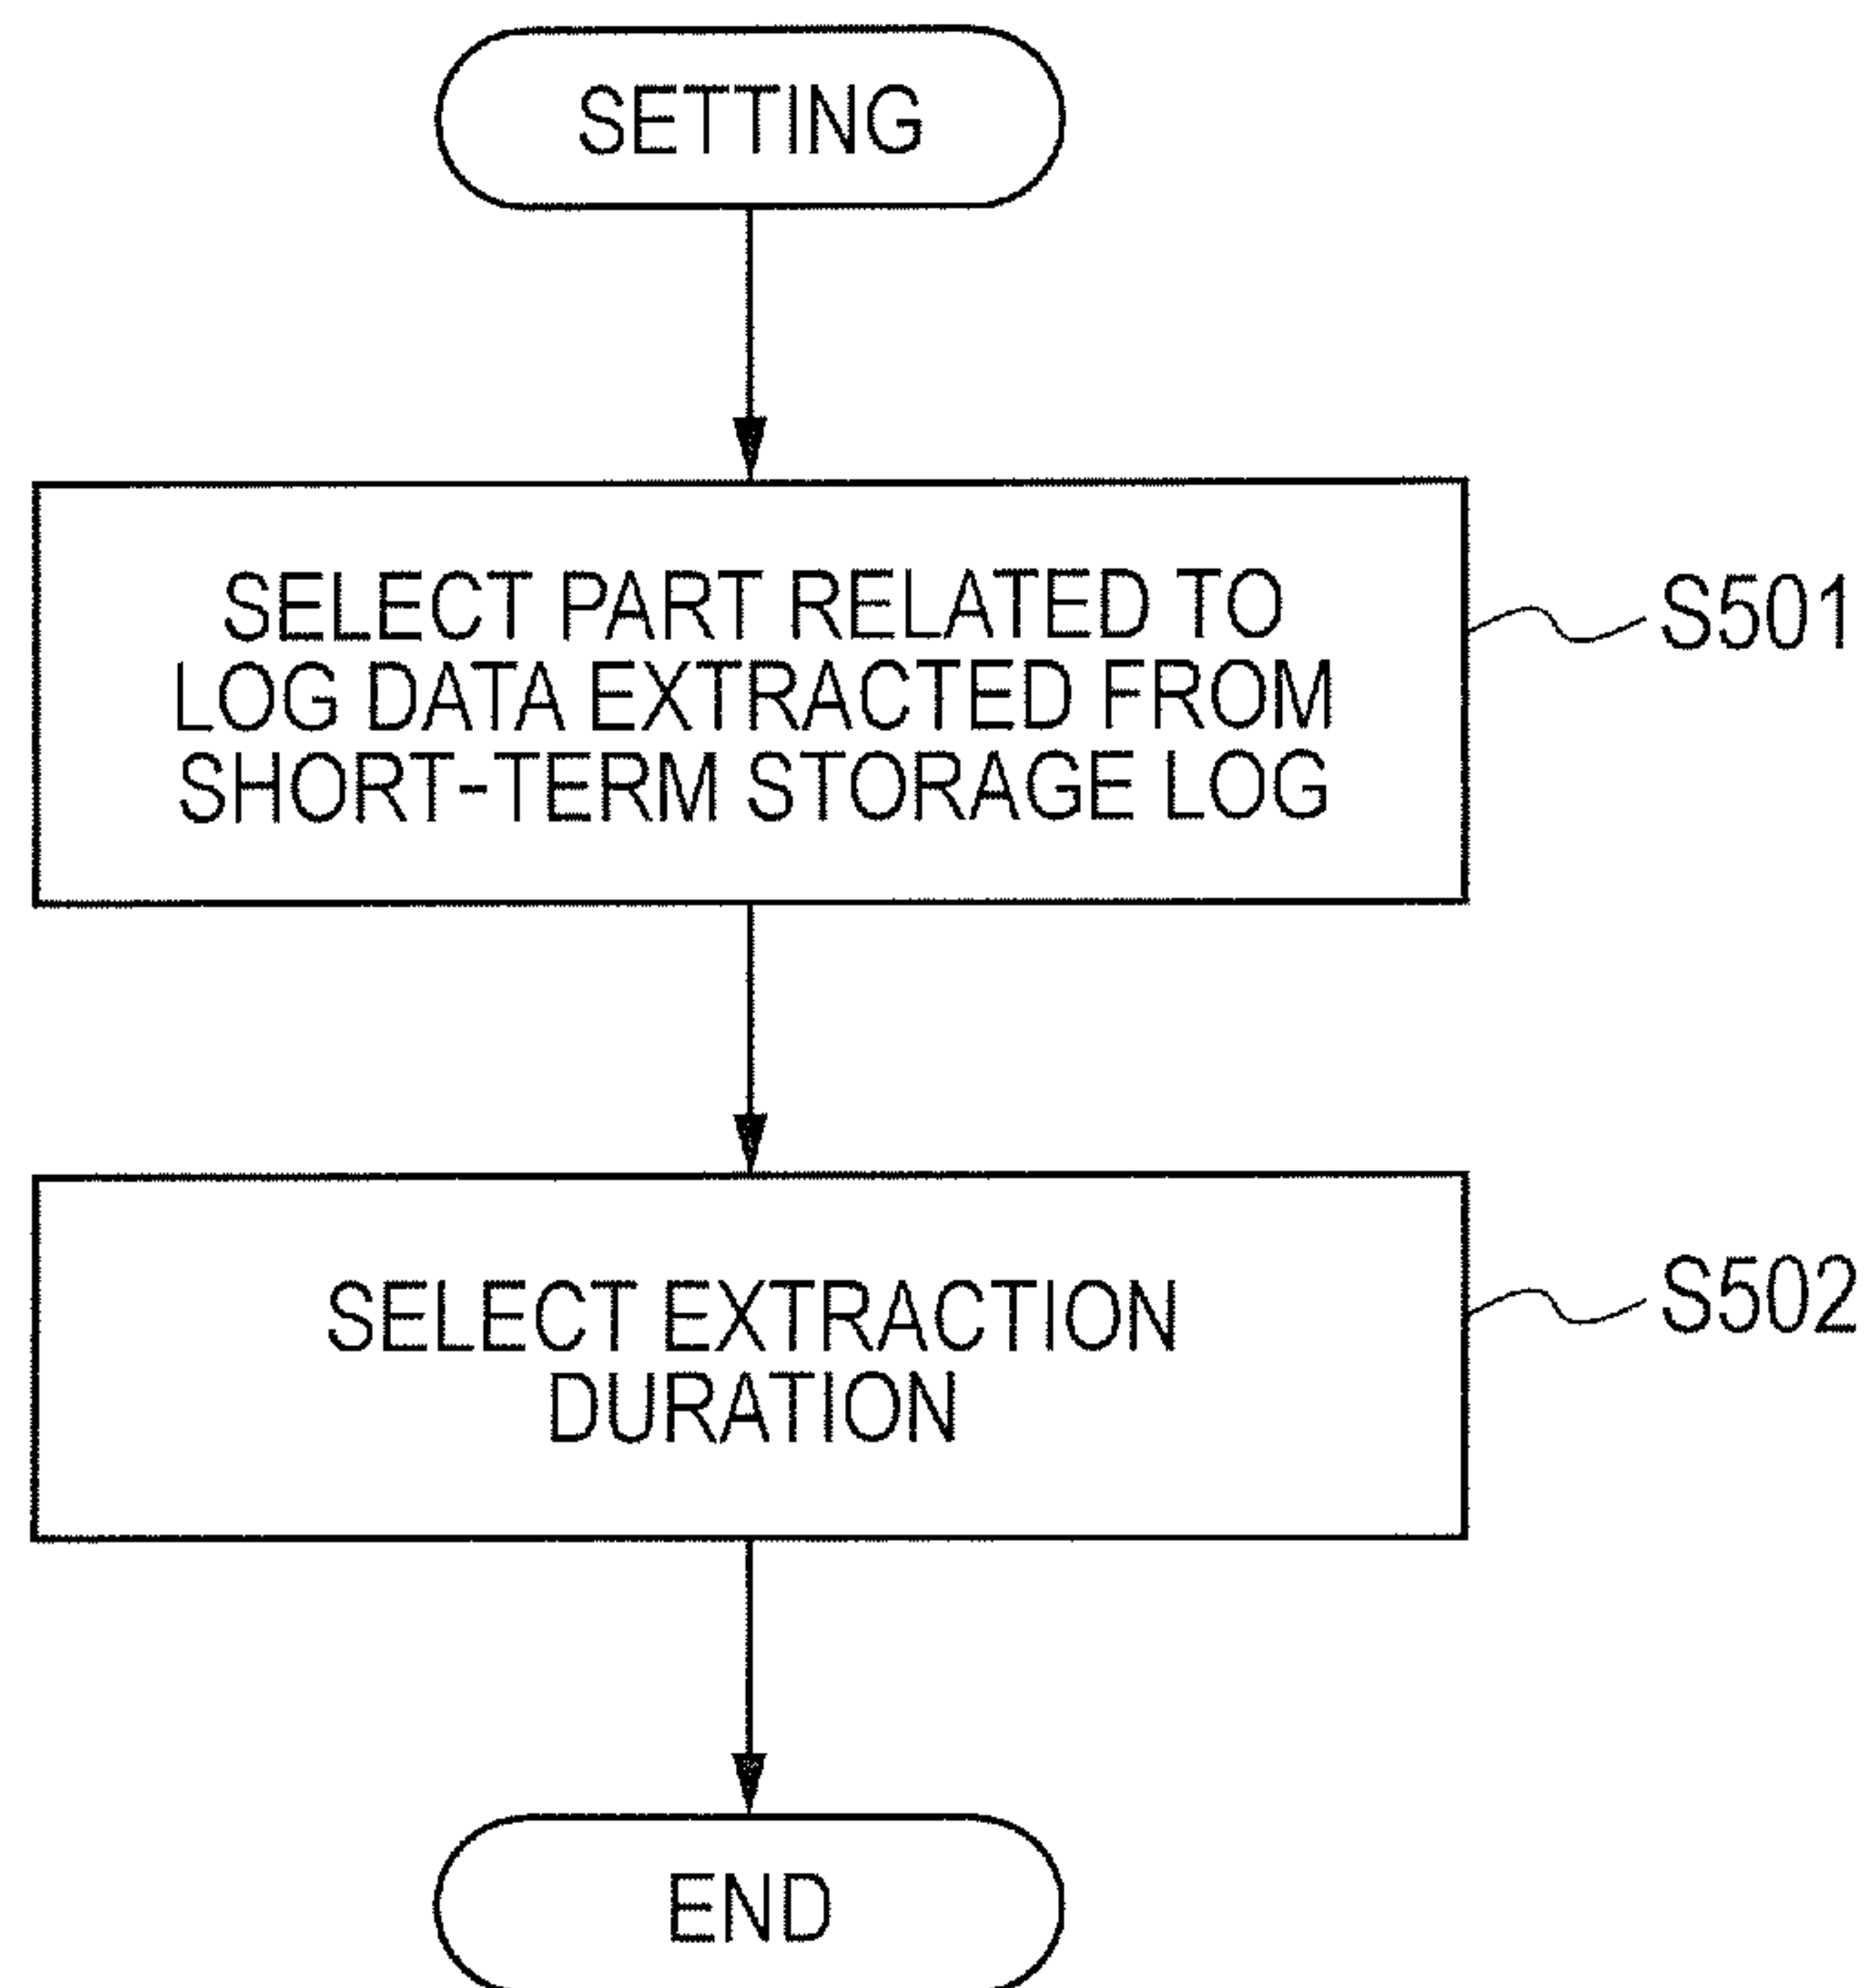 SETTING
SELECT PART RELATED TO
LOG DATA EXTRACTED FROM
SHORT-TERM STORAGE LOG
S501
SELECT EXTRACTION
DURATION
S502
END